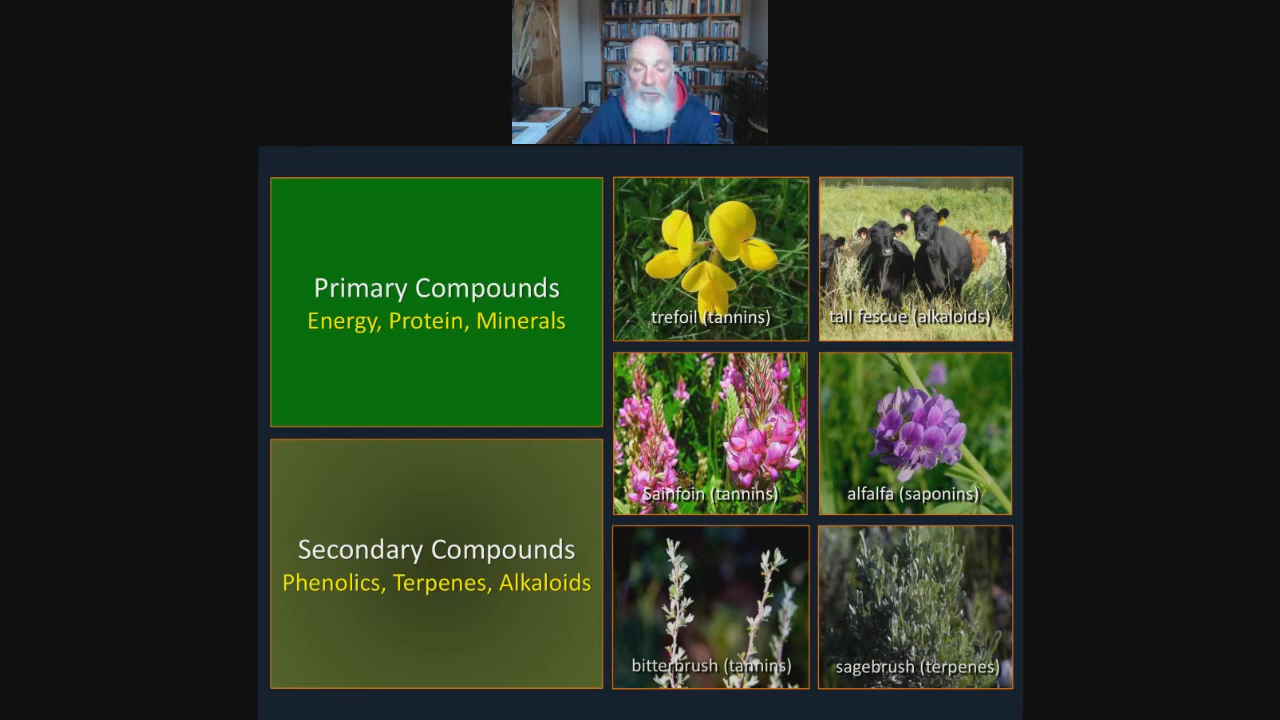 Primary Compounds
Energy, Protein, Minerals
Secondary Compounds
Phenolics, Terpenes, Alkaloids
trefoil (tannins)
tall fescue (alkaloids)
Sainfoin (tannins)
alfalfa (saponins)
bitterbrush (tannins)
sagebrush (terpenes)